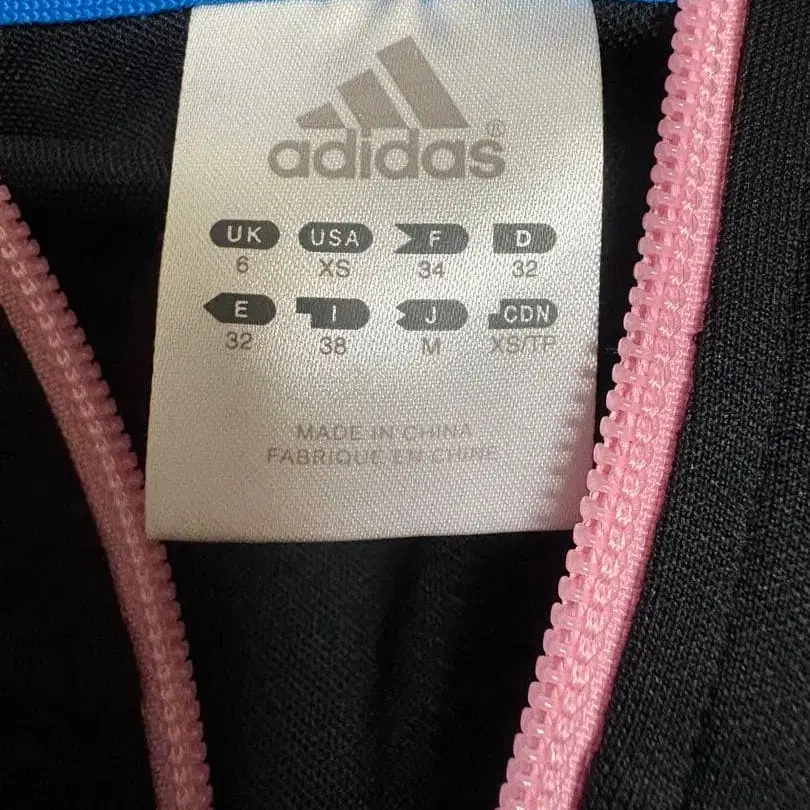 adidas®
UK USA F D
6 XS 34 32
E I J CDN
32 38 M XS/TP
MADE IN CHINA
FABRIQUE EN CHINE